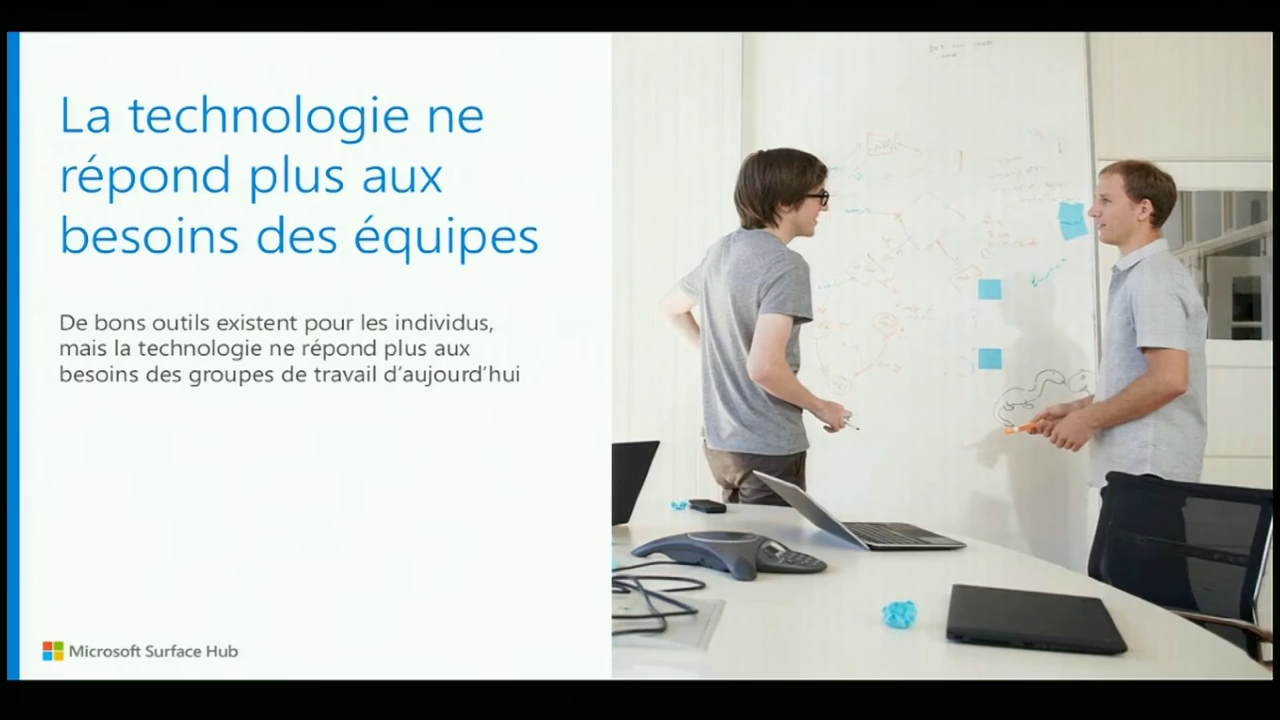 La technologie ne
répond plus aux
besoins des équipes
De bons outils existent pour les individus,
mais la technologie ne répond plus aux
besoins des groupes de travail d'aujourd'hui
Microsoft Surface Hub